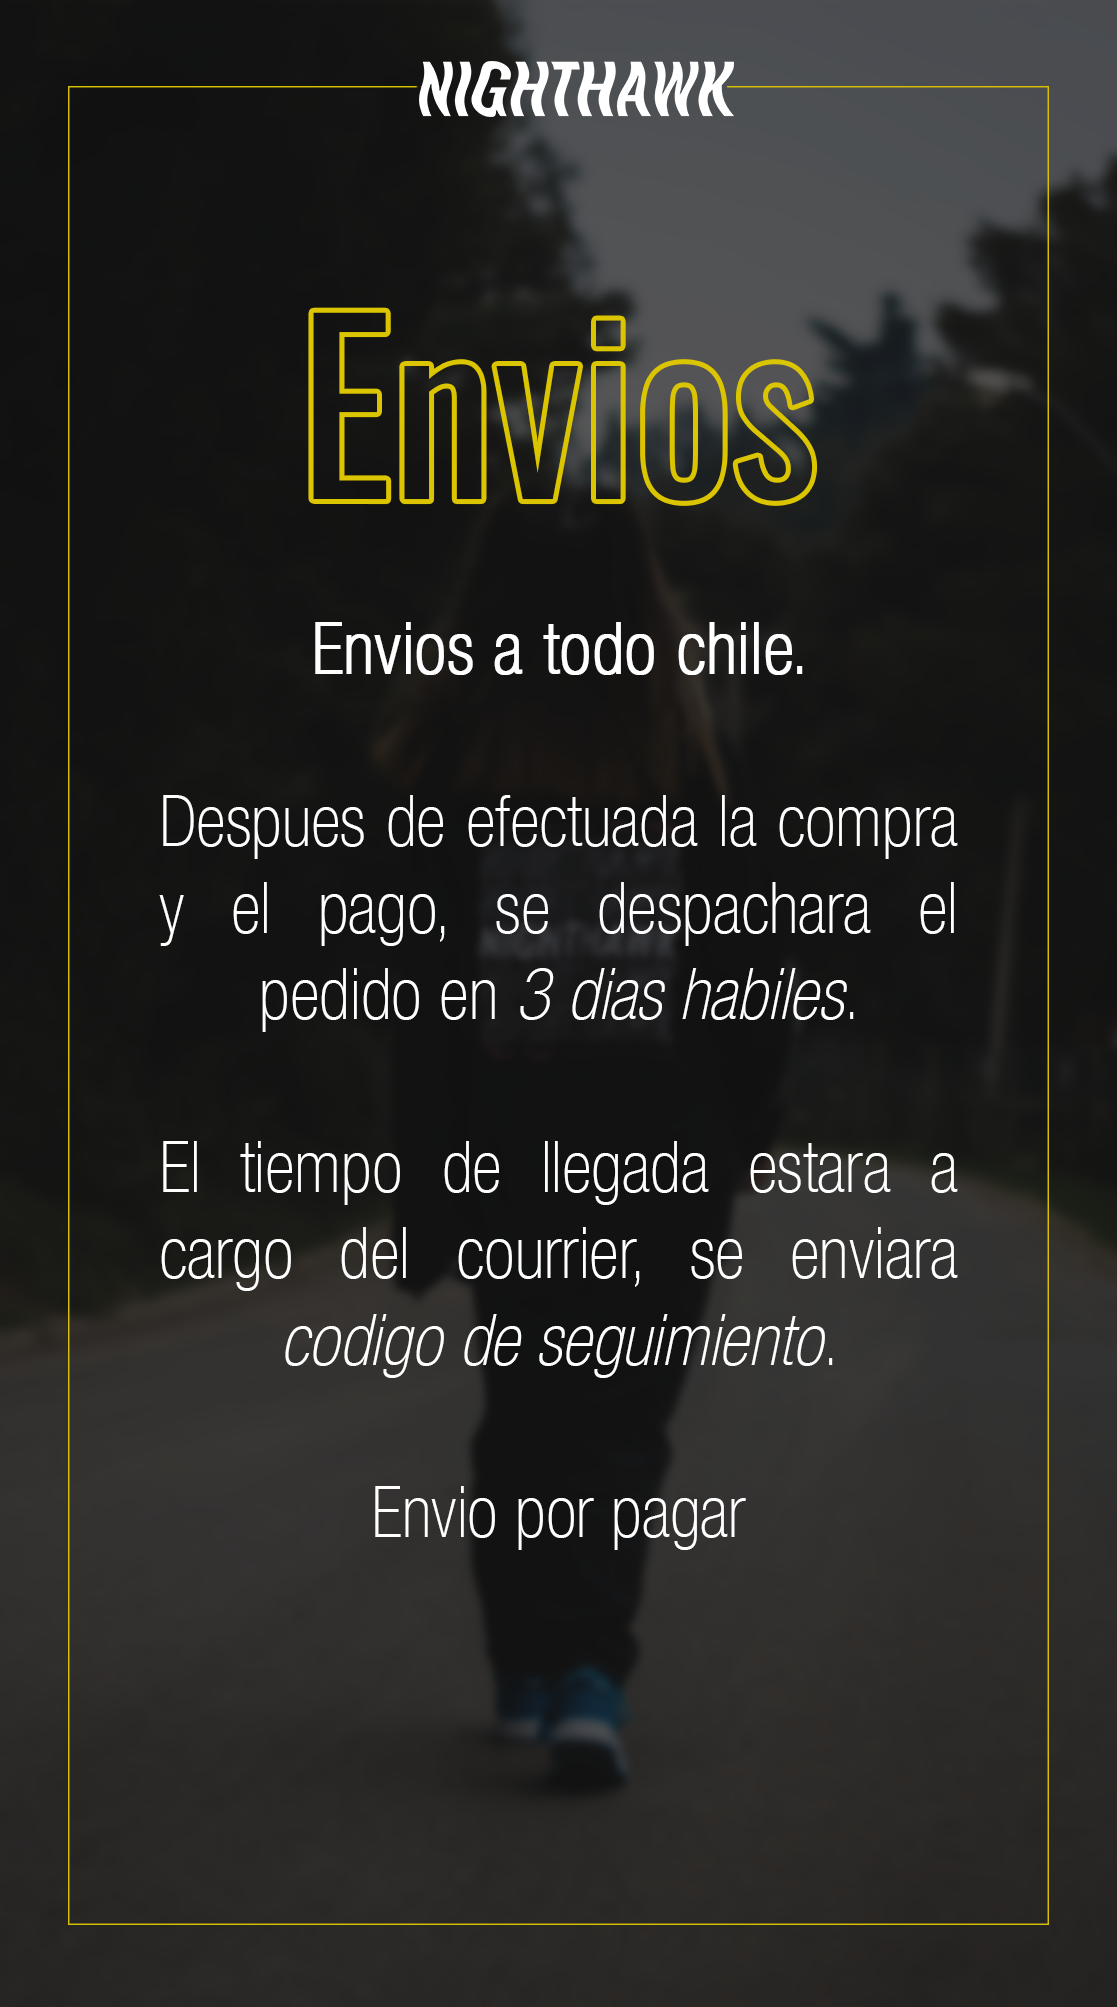 NIGHTHAWK
Envios
Envios a todo chile.
Despues de efectuada la compra
y el pago, se despachara el
pedido en 3 dias habiles.
El tiempo de llegada estara a
cargo del courrier, se enviara
codigo de seguimiento.
Envio por pagar